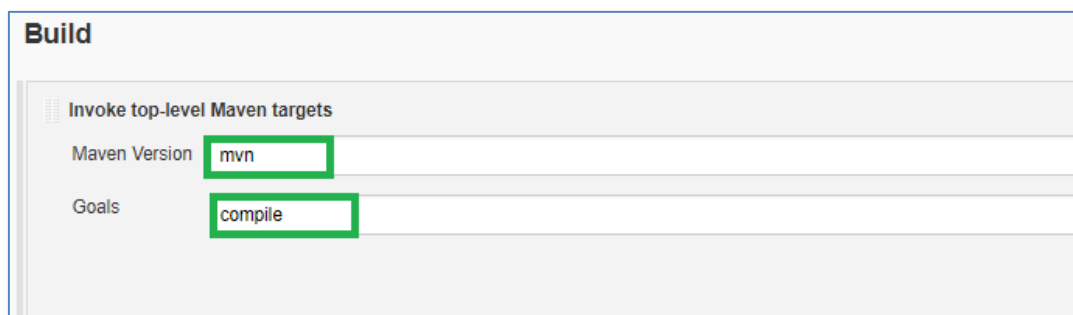 Build
Invoke top-level Maven targets
Maven Version mvn
Goals compile